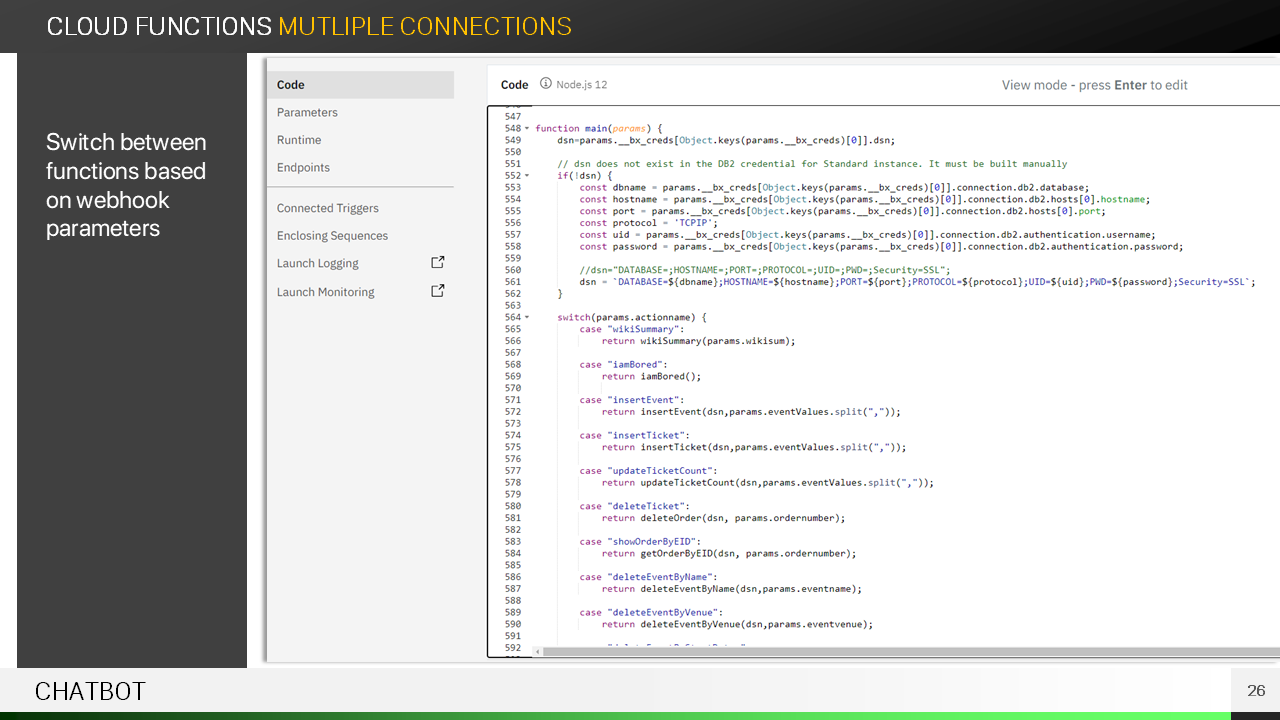 CLOUD FUNCTIONS MUTLIPLE CONNECTIONS
Switch between
functions based
on webhook
parameters
Code
Parameters
Runtime
Endpoints
Connected Triggers
Enclosing Sequences
Launch Logging
Launch Monitoring
Code Node.js 12
View mode - press Enter to edit
547
548 function main(params) {
549 dsn=params.__bx_creds[Object.keys(params.__bx_creds)[0]].dsn;
550
551 // dsn does not exist in the DB2 credential for Standard instance. It must be built manually
552 if(!dsn) {
553 const dbname = params.__bx_creds[Object.keys(params.__bx_creds)[0]].connection.db2.database;
554 const hostname = params.__bx_creds[Object.keys(params.__bx_creds)[0]].connection.db2.hosts[0].hostname;
555 const port = params.__bx_creds[Object.keys(params.__bx_creds)[0]].connection.db2.hosts[0].port;
556 const protocol = 'TCPIP';
557 const uid = params.__bx_creds[Object.keys(params.__bx_creds)[0]].connection.db2.authentication.username;
558 const password = params.__bx_creds[Object.keys(params.__bx_creds)[0]].connection.db2.authentication.password;
559
560 //dsn="DATABASE=;HOSTNAME=;PORT=;PROTOCOL=;UID=;PWD=;Security=SSL";
561 dsn = `DATABASE=${dbname};HOSTNAME=${hostname};PORT=${port};PROTOCOL=${protocol};UID=${uid};PWD=${password};Security=SSL`;
562 }
563
564 switch(params.actionname) {
565 case "wikiSummary":
566 return wikiSummary(params.wikisum);
567
568 case "iamBored":
569 return iamBored();
570
571 case "insertEvent":
572 return insertEvent(dsn,params.eventValues.split(","));
573
574 case "insertTicket":
575 return insertTicket(dsn,params.eventValues.split(","));
576
577 case "updateTicketCount":
578 return updateTicketCount(dsn,params.eventValues.split(","));
579
580 case "deleteTicket":
581 return deleteOrder(dsn, params.ordernumber);
582
583 case "showOrderByEID":
584 return getOrderByEID(dsn, params.ordernumber);
585
586 case "deleteEventByName":
587 return deleteEventByName(dsn,params.eventname);
588
589 case "deleteEventByVenue":
590 return deleteEventByVenue(dsn,params.eventvenue);
591
592
CHATBOT
26